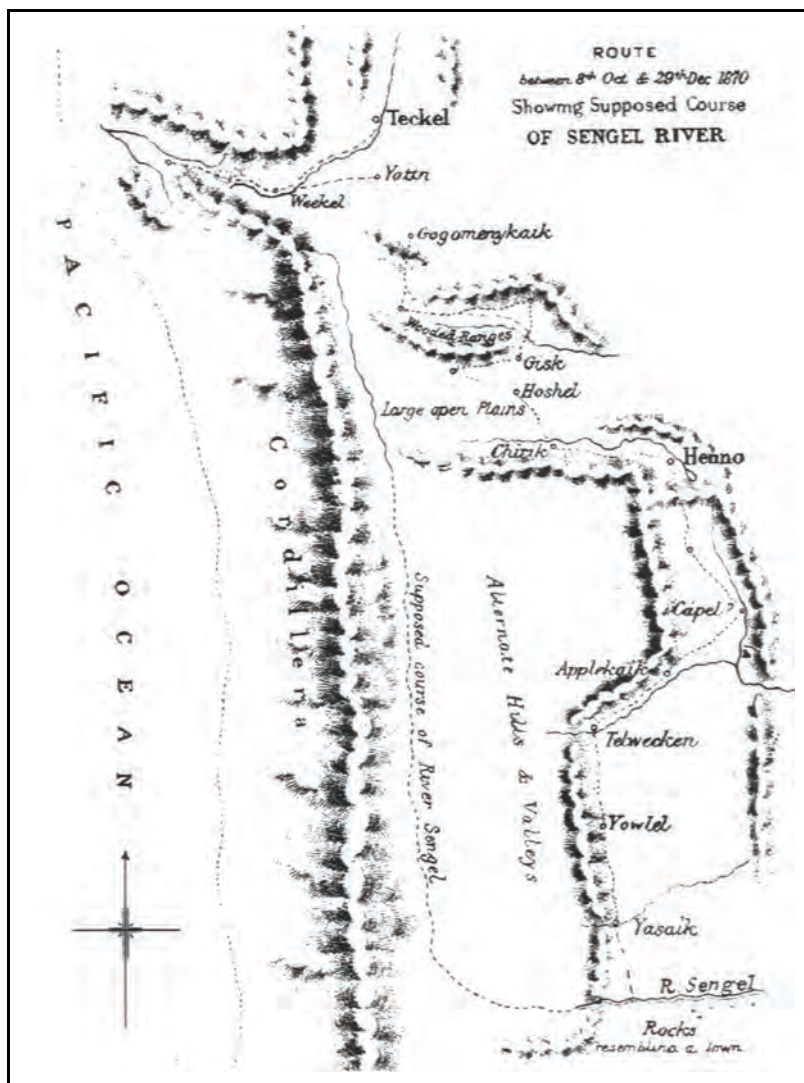 ROUTE
between 8th Oct & 29th Dec 1870
Showing Supposed Course
OF SENGEL RIVER
Teckel
Yattn
Weekel
Gogomenykaik
Wooded Ranges
Gisk
Hoshel
Large open Plains
Chirik
Henno
PACIFIC OCEAN
Cordillera
Supposed course of River Sengel
Alternate Hills & Valleys
Capel?
Applekaik
Telwecken
Yowlel
Yasaik
R. Sengel
Rocks
resembling a town